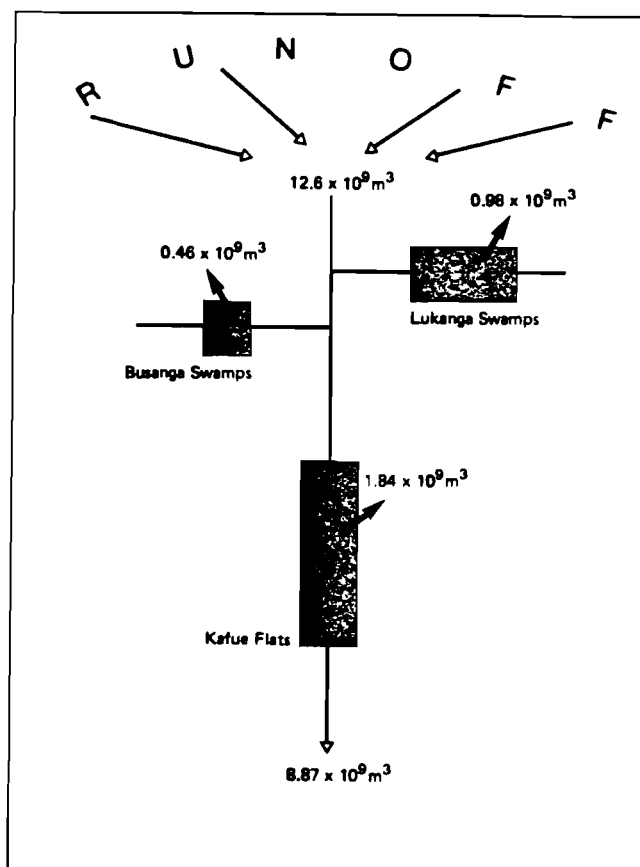 R U N O F F
12.6 x 10⁹m³
0.98 x 10⁹m³
0.46 x 10⁹m³
Lukanga Swamps
Busanga Swamps
1.84 x 10⁹m³
Kafue Flats
8.87 x 10⁹m³